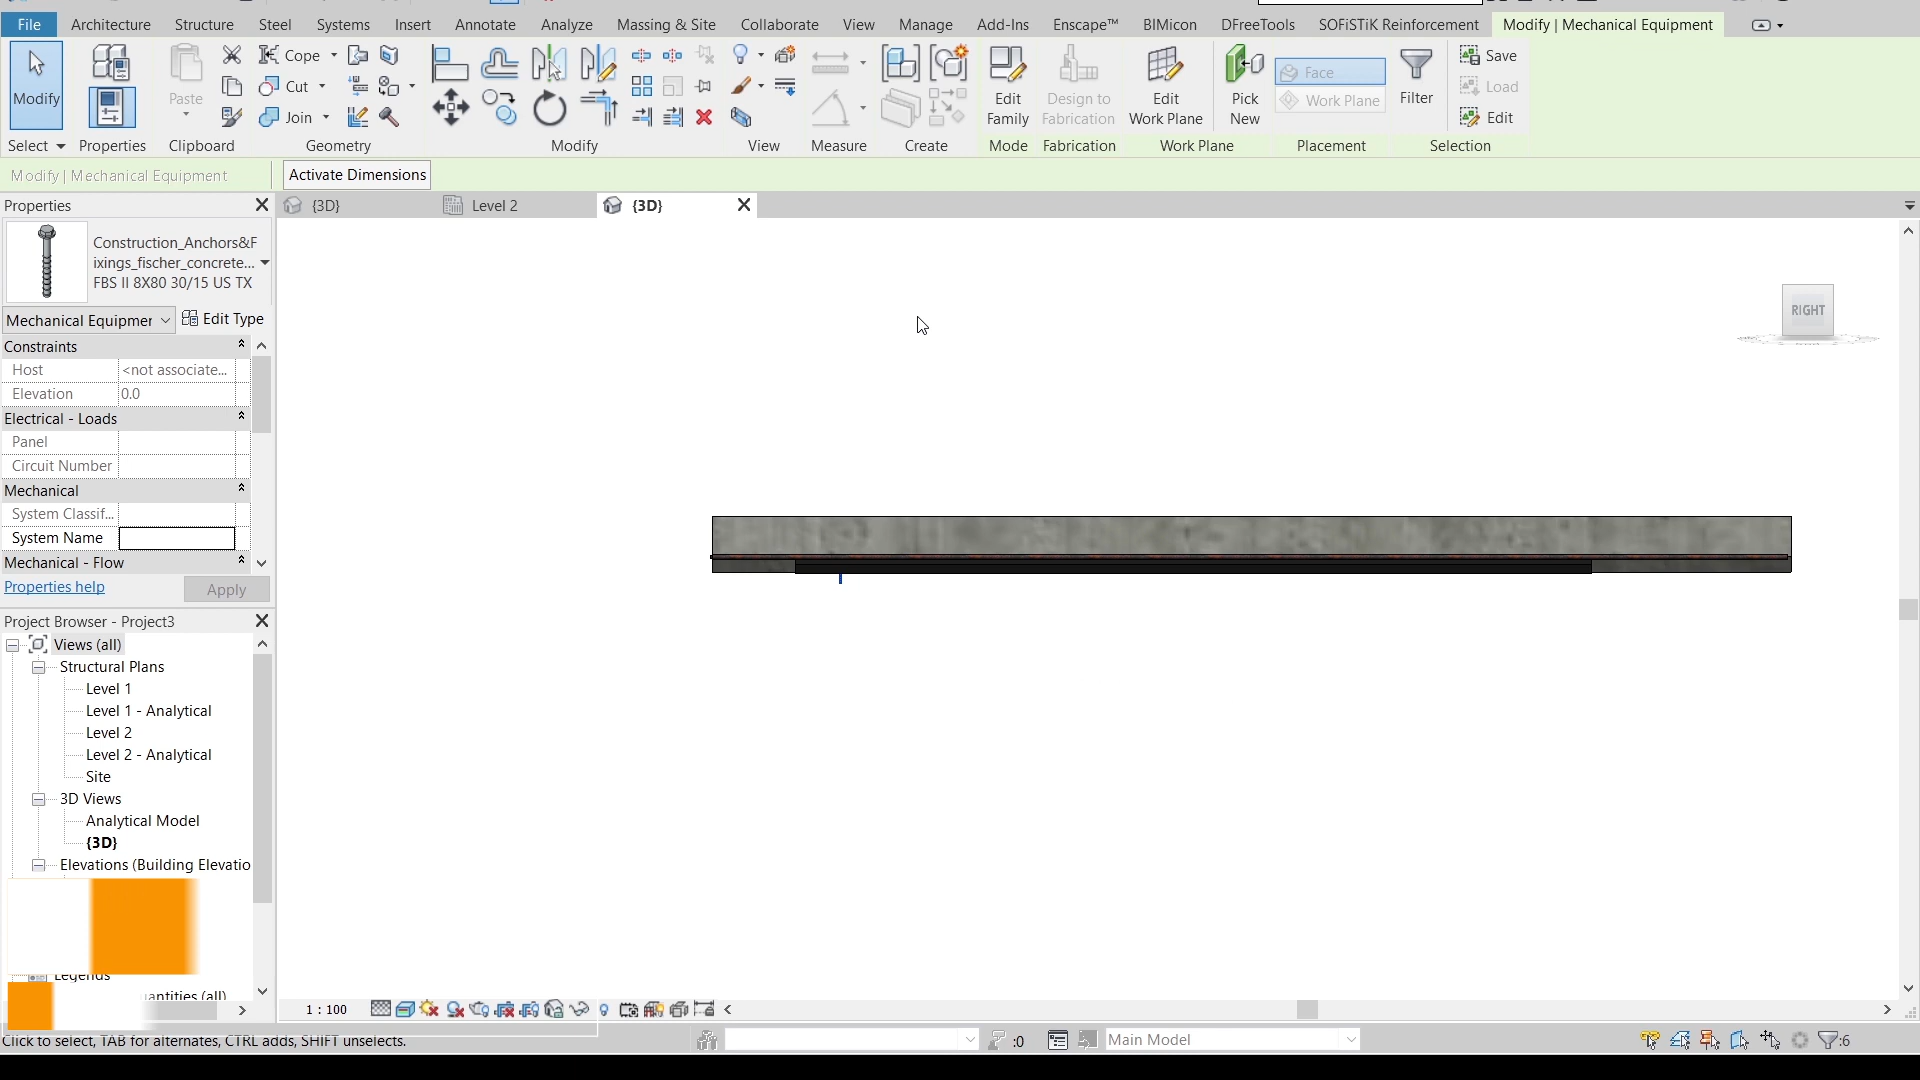 File Architecture Structure Steel Systems Insert Annotate Analyze Massing & Site Collaborate View Manage Add-Ins Enscape™ BIMicon DFreeTools SOFiSTiK Reinforcement Modify | Mechanical Equipment
Modify Paste Cope Cut Join Edit Family Design to Fabrication Edit Work Plane Pick New Face Work Plane Filter Save Load Edit
Select Properties Clipboard Geometry Modify View Measure Create Mode Fabrication Work Plane Placement Selection
Modify | Mechanical Equipment Activate Dimensions
Properties {3D} Level 2 {3D}
Construction_Anchors&F
ixings_fischer_concrete...
FBS II 8X80 30/15 US TX
RIGHT
Mechanical Equipmer Edit Type
Constraints
Host <not associate...
Elevation 0.0
Electrical - Loads
Panel
Circuit Number
Mechanical
System Classif...
System Name
Mechanical - Flow
Properties help Apply
Project Browser - Project3
Views (all)
Structural Plans
Level 1
Level 1 - Analytical
Level 2
Level 2 - Analytical
Site
3D Views
Analytical Model
{3D}
Elevations (Building Elevatio
Legends
uantities (all)
1 : 100
Click to select, TAB for alternates, CTRL adds, SHIFT unselects. :0 Main Model :6